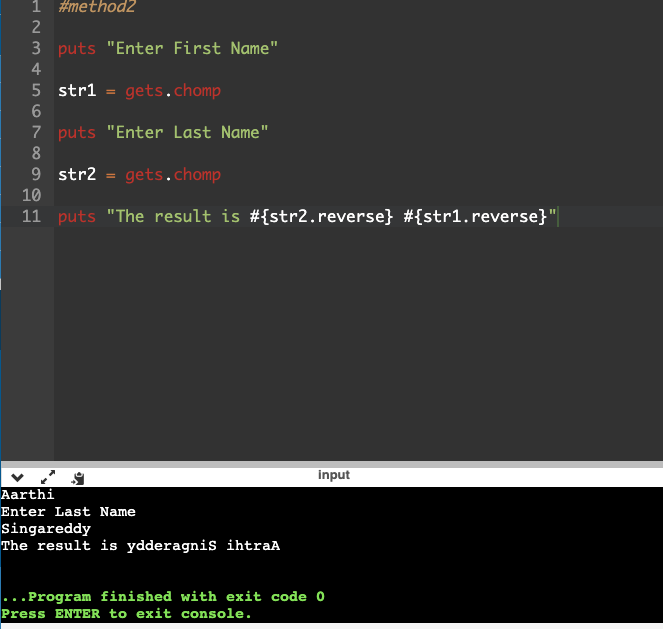 1 #method2
2
3 puts "Enter First Name"
4
5 str1 = gets.chomp
6
7 puts "Enter Last Name"
8
9 str2 = gets.chomp
10
11 puts "The result is #{str2.reverse} #{str1.reverse}"
input
Aarthi
Enter Last Name
Singareddy
The result is ydderagniS ihtraA
...Program finished with exit code 0
Press ENTER to exit console.